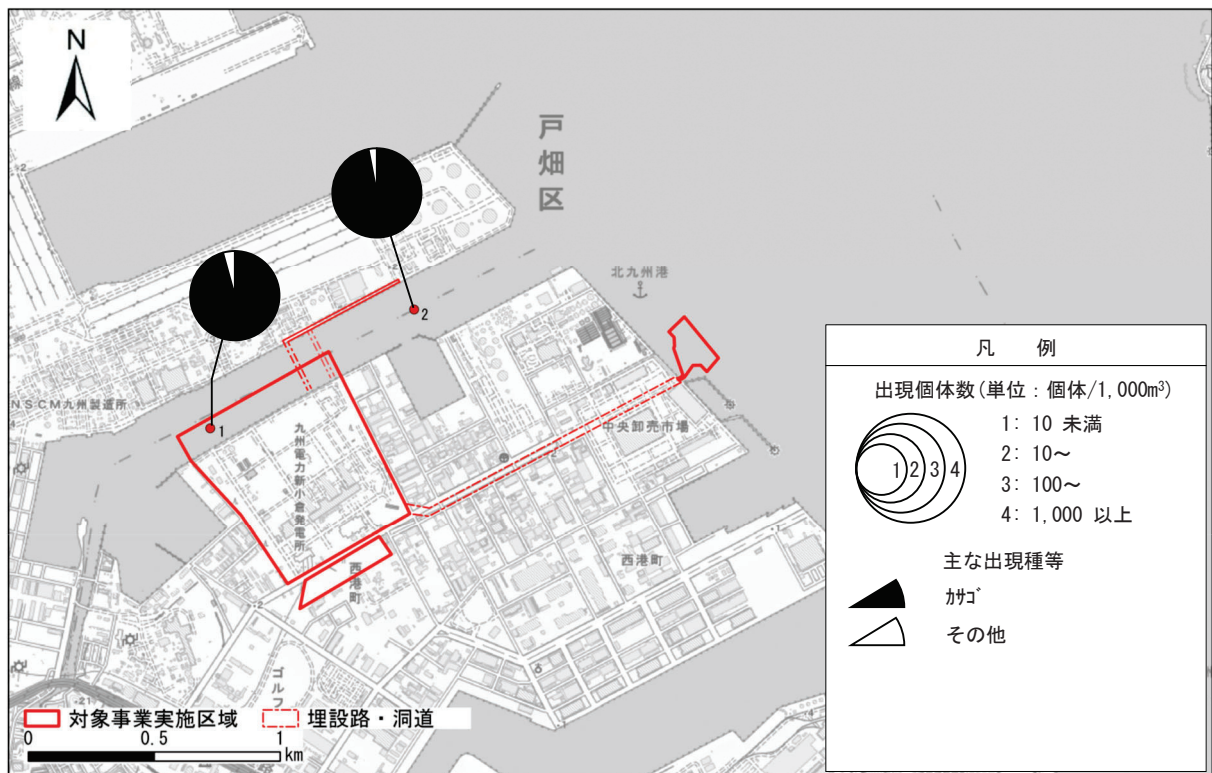 N
戸畑区
2
1
北九州港
NSCM九州製造所
九州電力新小倉発電所
中央卸売市場
西港町
西港町
ゴルフ
対象事業実施区域
埋設路・洞道
0 0.5 1
km
凡 例
出現個体数(単位:個体/1,000m³)
1 2 3 4
1: 10 未満
2: 10~
3: 100~
4: 1,000 以上
主な出現種等
ｶｻｺﾞ
その他